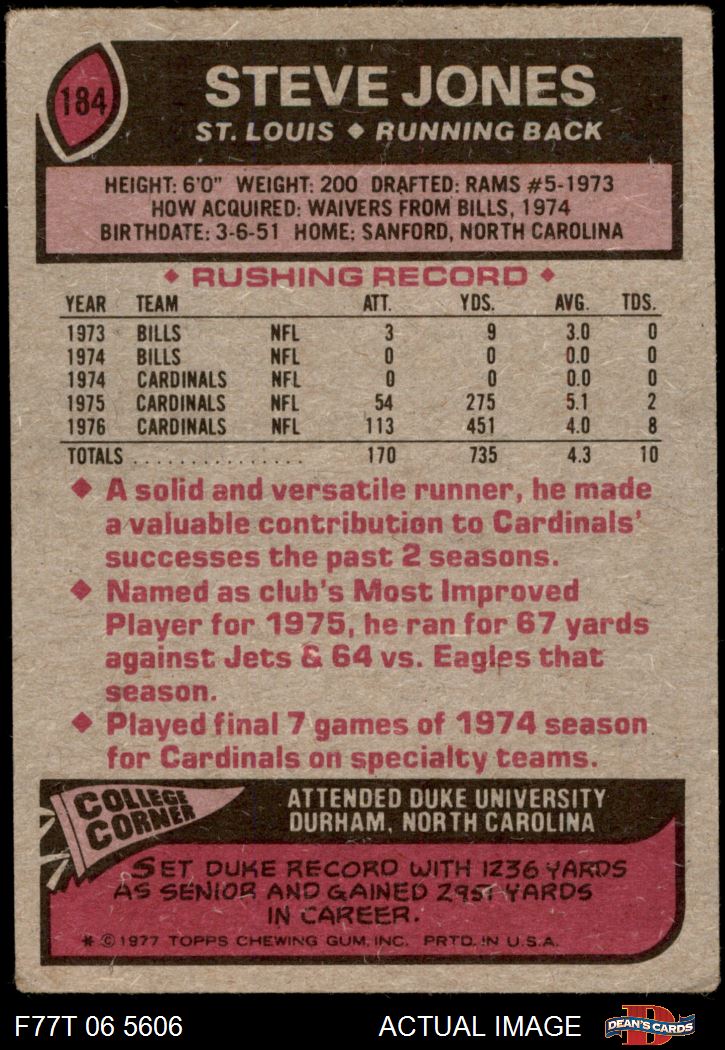 184
STEVE JONES
ST. LOUIS ◆ RUNNING BACK
HEIGHT: 6'0" WEIGHT: 200 DRAFTED: RAMS #5-1973
HOW ACQUIRED: WAIVERS FROM BILLS, 1974
BIRTHDATE: 3-6-51 HOME: SANFORD, NORTH CAROLINA
◆ RUSHING RECORD ◆
YEAR TEAM ATT. YDS. AVG. TDS.
1973 BILLS NFL 3 9 3.0 0
1974 BILLS NFL 0 0 0.0 0
1974 CARDINALS NFL 0 0 0.0 0
1975 CARDINALS NFL 54 275 5.1 2
1976 CARDINALS NFL 113 451 4.0 8
TOTALS . . . . . . . . . . . . . . . . 170 735 4.3 10
◆ A solid and versatile runner, he made
a valuable contribution to Cardinals'
successes the past 2 seasons.
◆ Named as club's Most Improved
Player for 1975, he ran for 67 yards
against Jets & 64 vs. Eagles that
season.
◆ Played final 7 games of 1974 season
for Cardinals on specialty teams.
COLLEGE
CORNER
ATTENDED DUKE UNIVERSITY
DURHAM, NORTH CAROLINA
SET DUKE RECORD WITH 1236 YARDS
AS SENIOR AND GAINED 2951 YARDS
IN CAREER.
* © 1977 TOPPS CHEWING GUM, INC. PRTD. IN U.S.A.
F77T 06 5606 ACTUAL IMAGE
D
DEAN'S CARDS